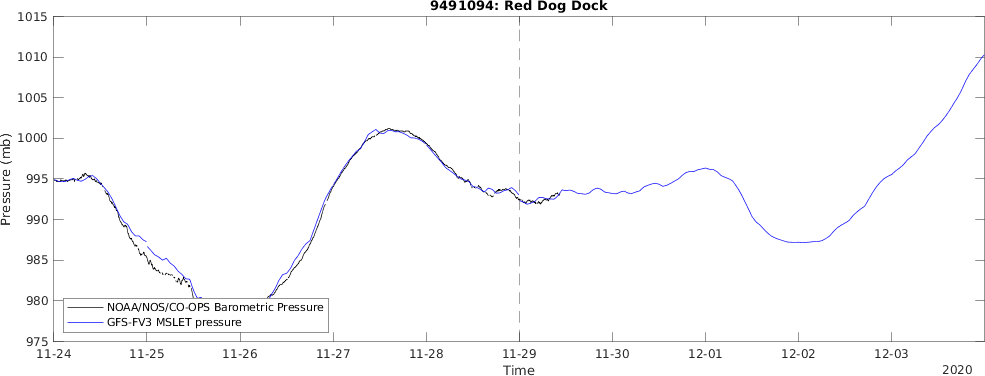 9491094: Red Dog Dock
Pressure (mb)
1015
1010
1005
1000
995
990
985
980
975
NOAA/NOS/CO-OPS Barometric Pressure
GFS-FV3 MSLET pressure
11-24 11-25 11-26 11-27 11-28 11-29 11-30 12-01 12-02 12-03
Time
2020